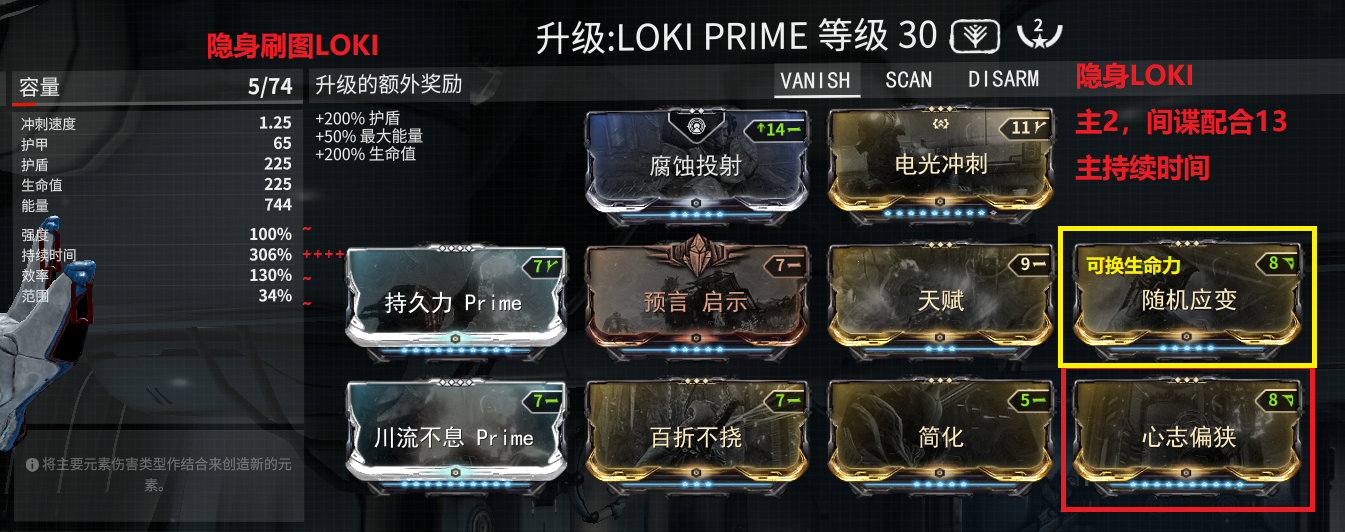 隐身刷图LOKI
升级:LOKI PRIME 等级 30
2
容量 5/74
升级的额外奖励
VANISH SCAN DISARM
隐身LOKI
主2，间谍配合13
主持续时间
冲刺速度 1.25
护甲 65
护盾 225
生命值 225
能量 744
强度 100%
持续时间 306%
效率 130%
范围 34%
+200% 护盾
+50% 最大能量
+200% 生命值
~
++++
~
~
14
腐蚀投射
11
电光冲刺
7
持久力 Prime
7
预言 启示
9
天赋
可换生命力 8
随机应变
7
川流不息 Prime
7
百折不挠
5
简化
8
心志偏狭
将主要元素伤害类型作结合来创造新的元
素。